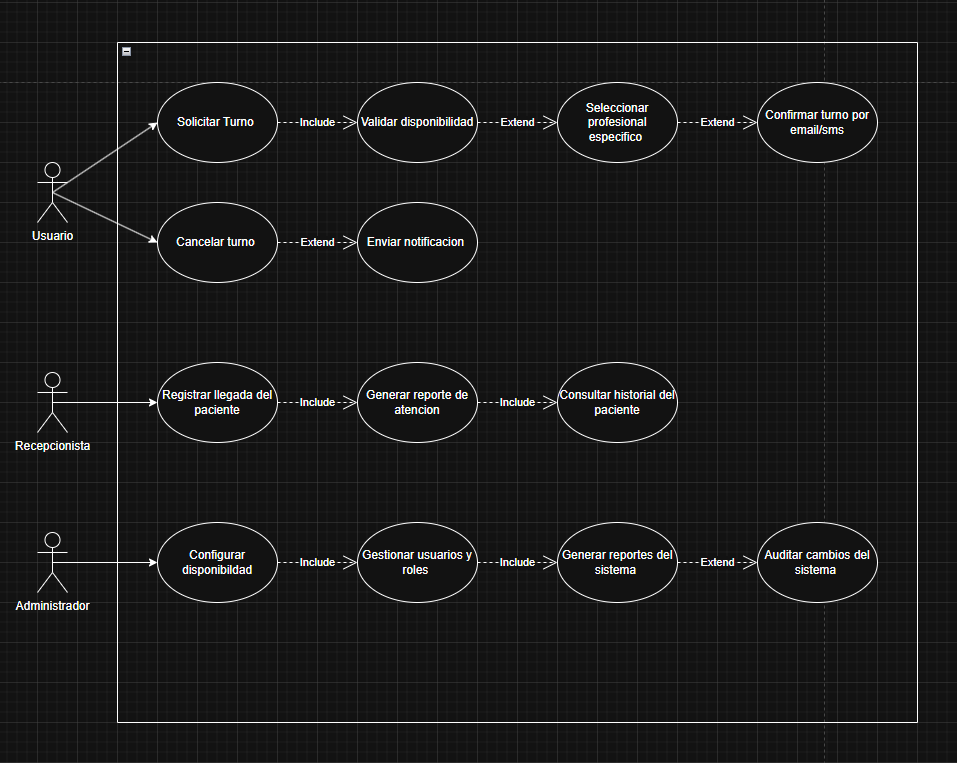 Solicitar Turno
Include
Validar disponibilidad
Extend
Seleccionar
profesional
especifico
Extend
Confirmar turno por
email/sms
Usuario
Cancelar turno
Extend
Enviar notificacion
Registrar llegada del
paciente
Include
Generar reporte de
atencion
Include
Consultar historial del
paciente
Recepcionista
Configurar
disponibildad
Include
Gestionar usuarios y
roles
Include
Generar reportes del
sistema
Extend
Auditar cambios del
sistema
Administrador